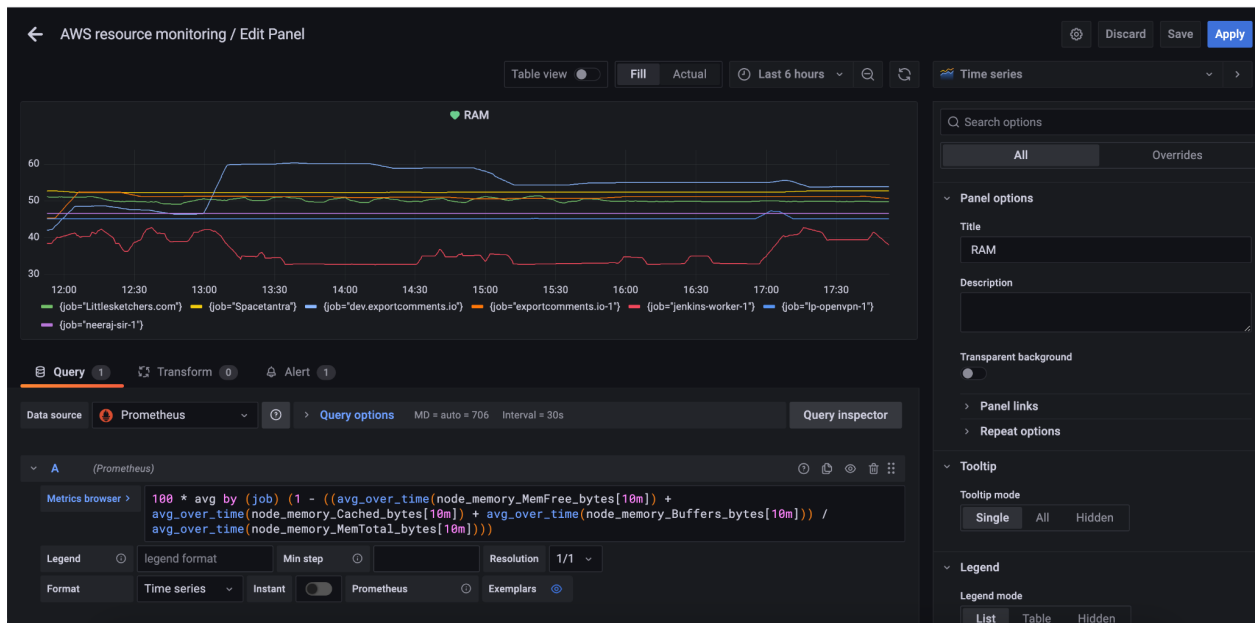 AWS resource monitoring / Edit Panel
Discard
Save
Apply
Table view
Fill
Actual
Last 6 hours
Time series
RAM
60
50
40
30
12:00 12:30 13:00 13:30 14:00 14:30 15:00 15:30 16:00 16:30 17:00 17:30
{job="Littlesketchers.com"} {job="Spacetantra"} {job="dev.exportcomments.io"} {job="exportcomments.io-1"} {job="jenkins-worker-1"} {job="lp-openvpn-1"}
{job="neeraj-sir-1"}
Query 1
Transform 0
Alert 1
Data source
Prometheus
Query options
MD = auto = 706
Interval = 30s
Query inspector
A
(Prometheus)
Metrics browser >
100 * avg by (job) (1 - ((avg_over_time(node_memory_MemFree_bytes[10m]) +
avg_over_time(node_memory_Cached_bytes[10m]) + avg_over_time(node_memory_Buffers_bytes[10m])) /
avg_over_time(node_memory_MemTotal_bytes[10m])))
Legend
legend format
Min step
Resolution
1/1
Format
Time series
Instant
Prometheus
Exemplars
Search options
All
Overrides
Panel options
Title
RAM
Description
Transparent background
Panel links
Repeat options
Tooltip
Tooltip mode
Single
All
Hidden
Legend
Legend mode
List
Table
Hidden